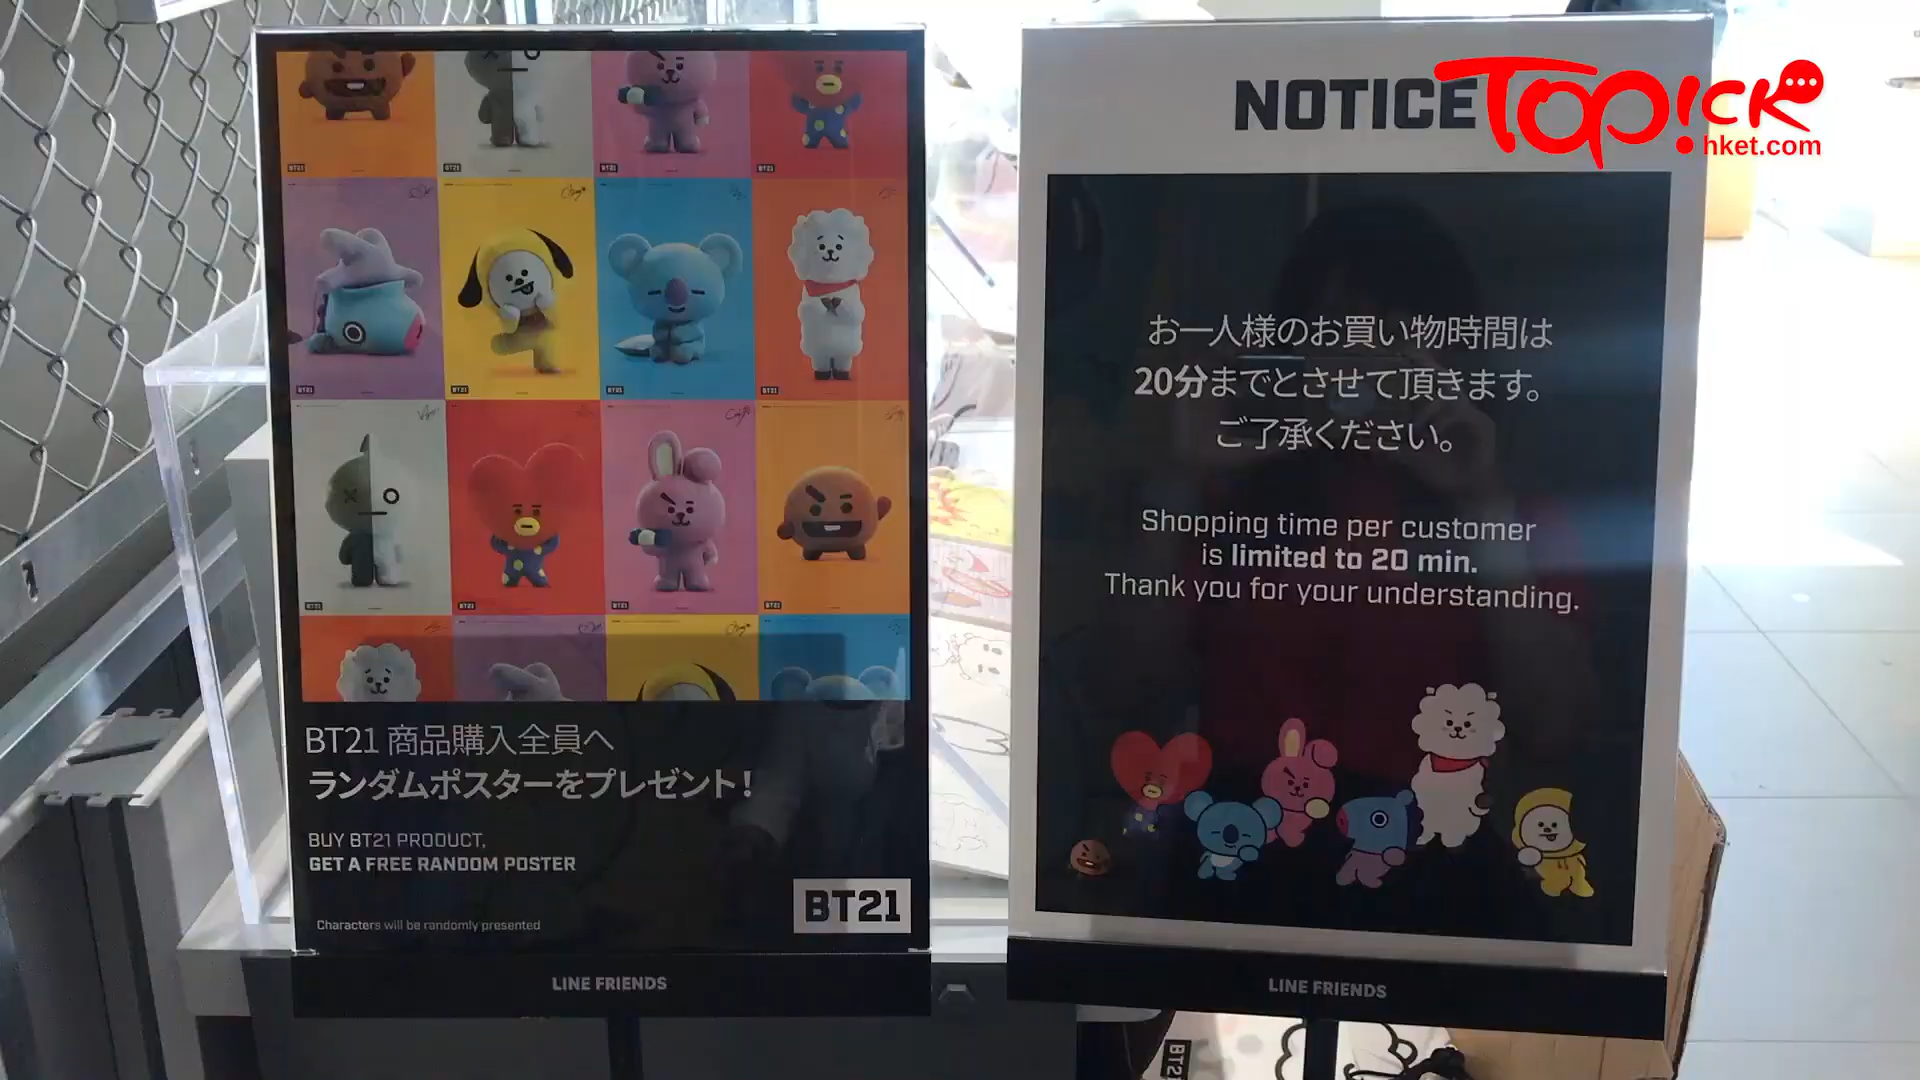 BT21 商品購入全員へ
ランダムポスターをプレゼント!
BUY BT21 PRODUCT,
GET A FREE RANDOM POSTER
Characters will be randomly presented
BT21
LINE FRIENDS
NOTICE
TOPick
hket.com
お一人様のお買い物時間は
20分までとさせて頂きます。
ご了承ください。
Shopping time per customer
is limited to 20 min.
Thank you for your understanding.
LINE FRIENDS